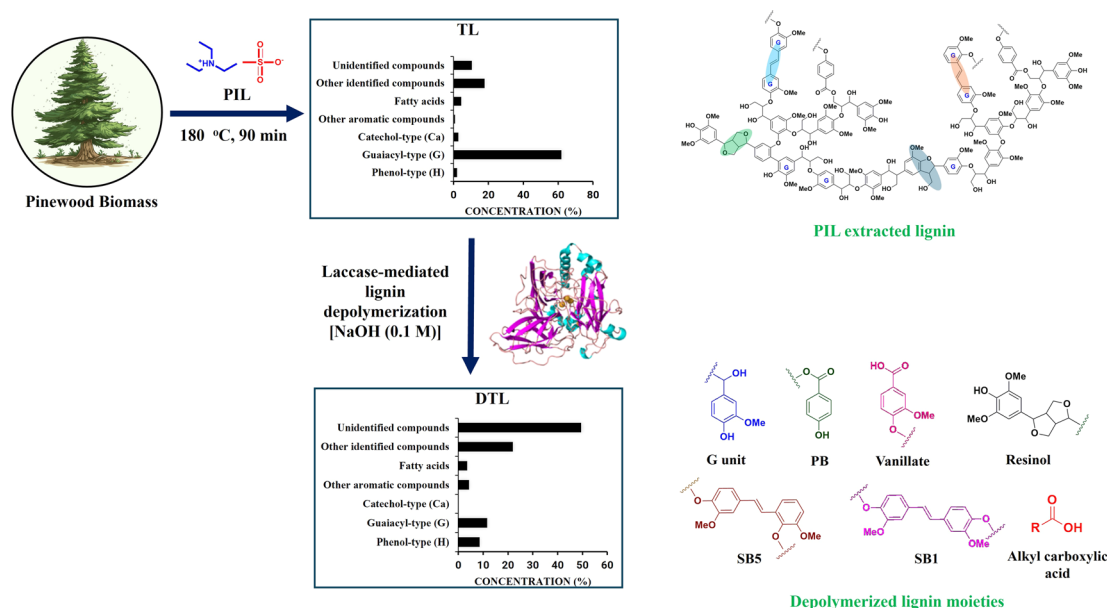 TL
PIL
180 ºC, 90 min
Pinewood Biomass
Unidentified compounds
Other identified compounds
Fatty acids
Other aromatic compounds
Catechol-type (Ca)
Guaiacyl-type (G)
Phenol-type (H)
0 20 40 60 80
CONCENTRATION (%)
PIL extracted lignin
Laccase-mediated
lignin
depolymerization
[NaOH (0.1 M)]
DTL
Unidentified compounds
Other identified compounds
Fatty acids
Other aromatic compounds
Catechol-type (Ca)
Guaiacyl-type (G)
Phenol-type (H)
0 10 20 30 40 50 60
CONCENTRATION (%)
G unit
PB
Vanillate
Resinol
SB5
SB1
Alkyl carboxylic
acid
Depolymerized lignin moieties